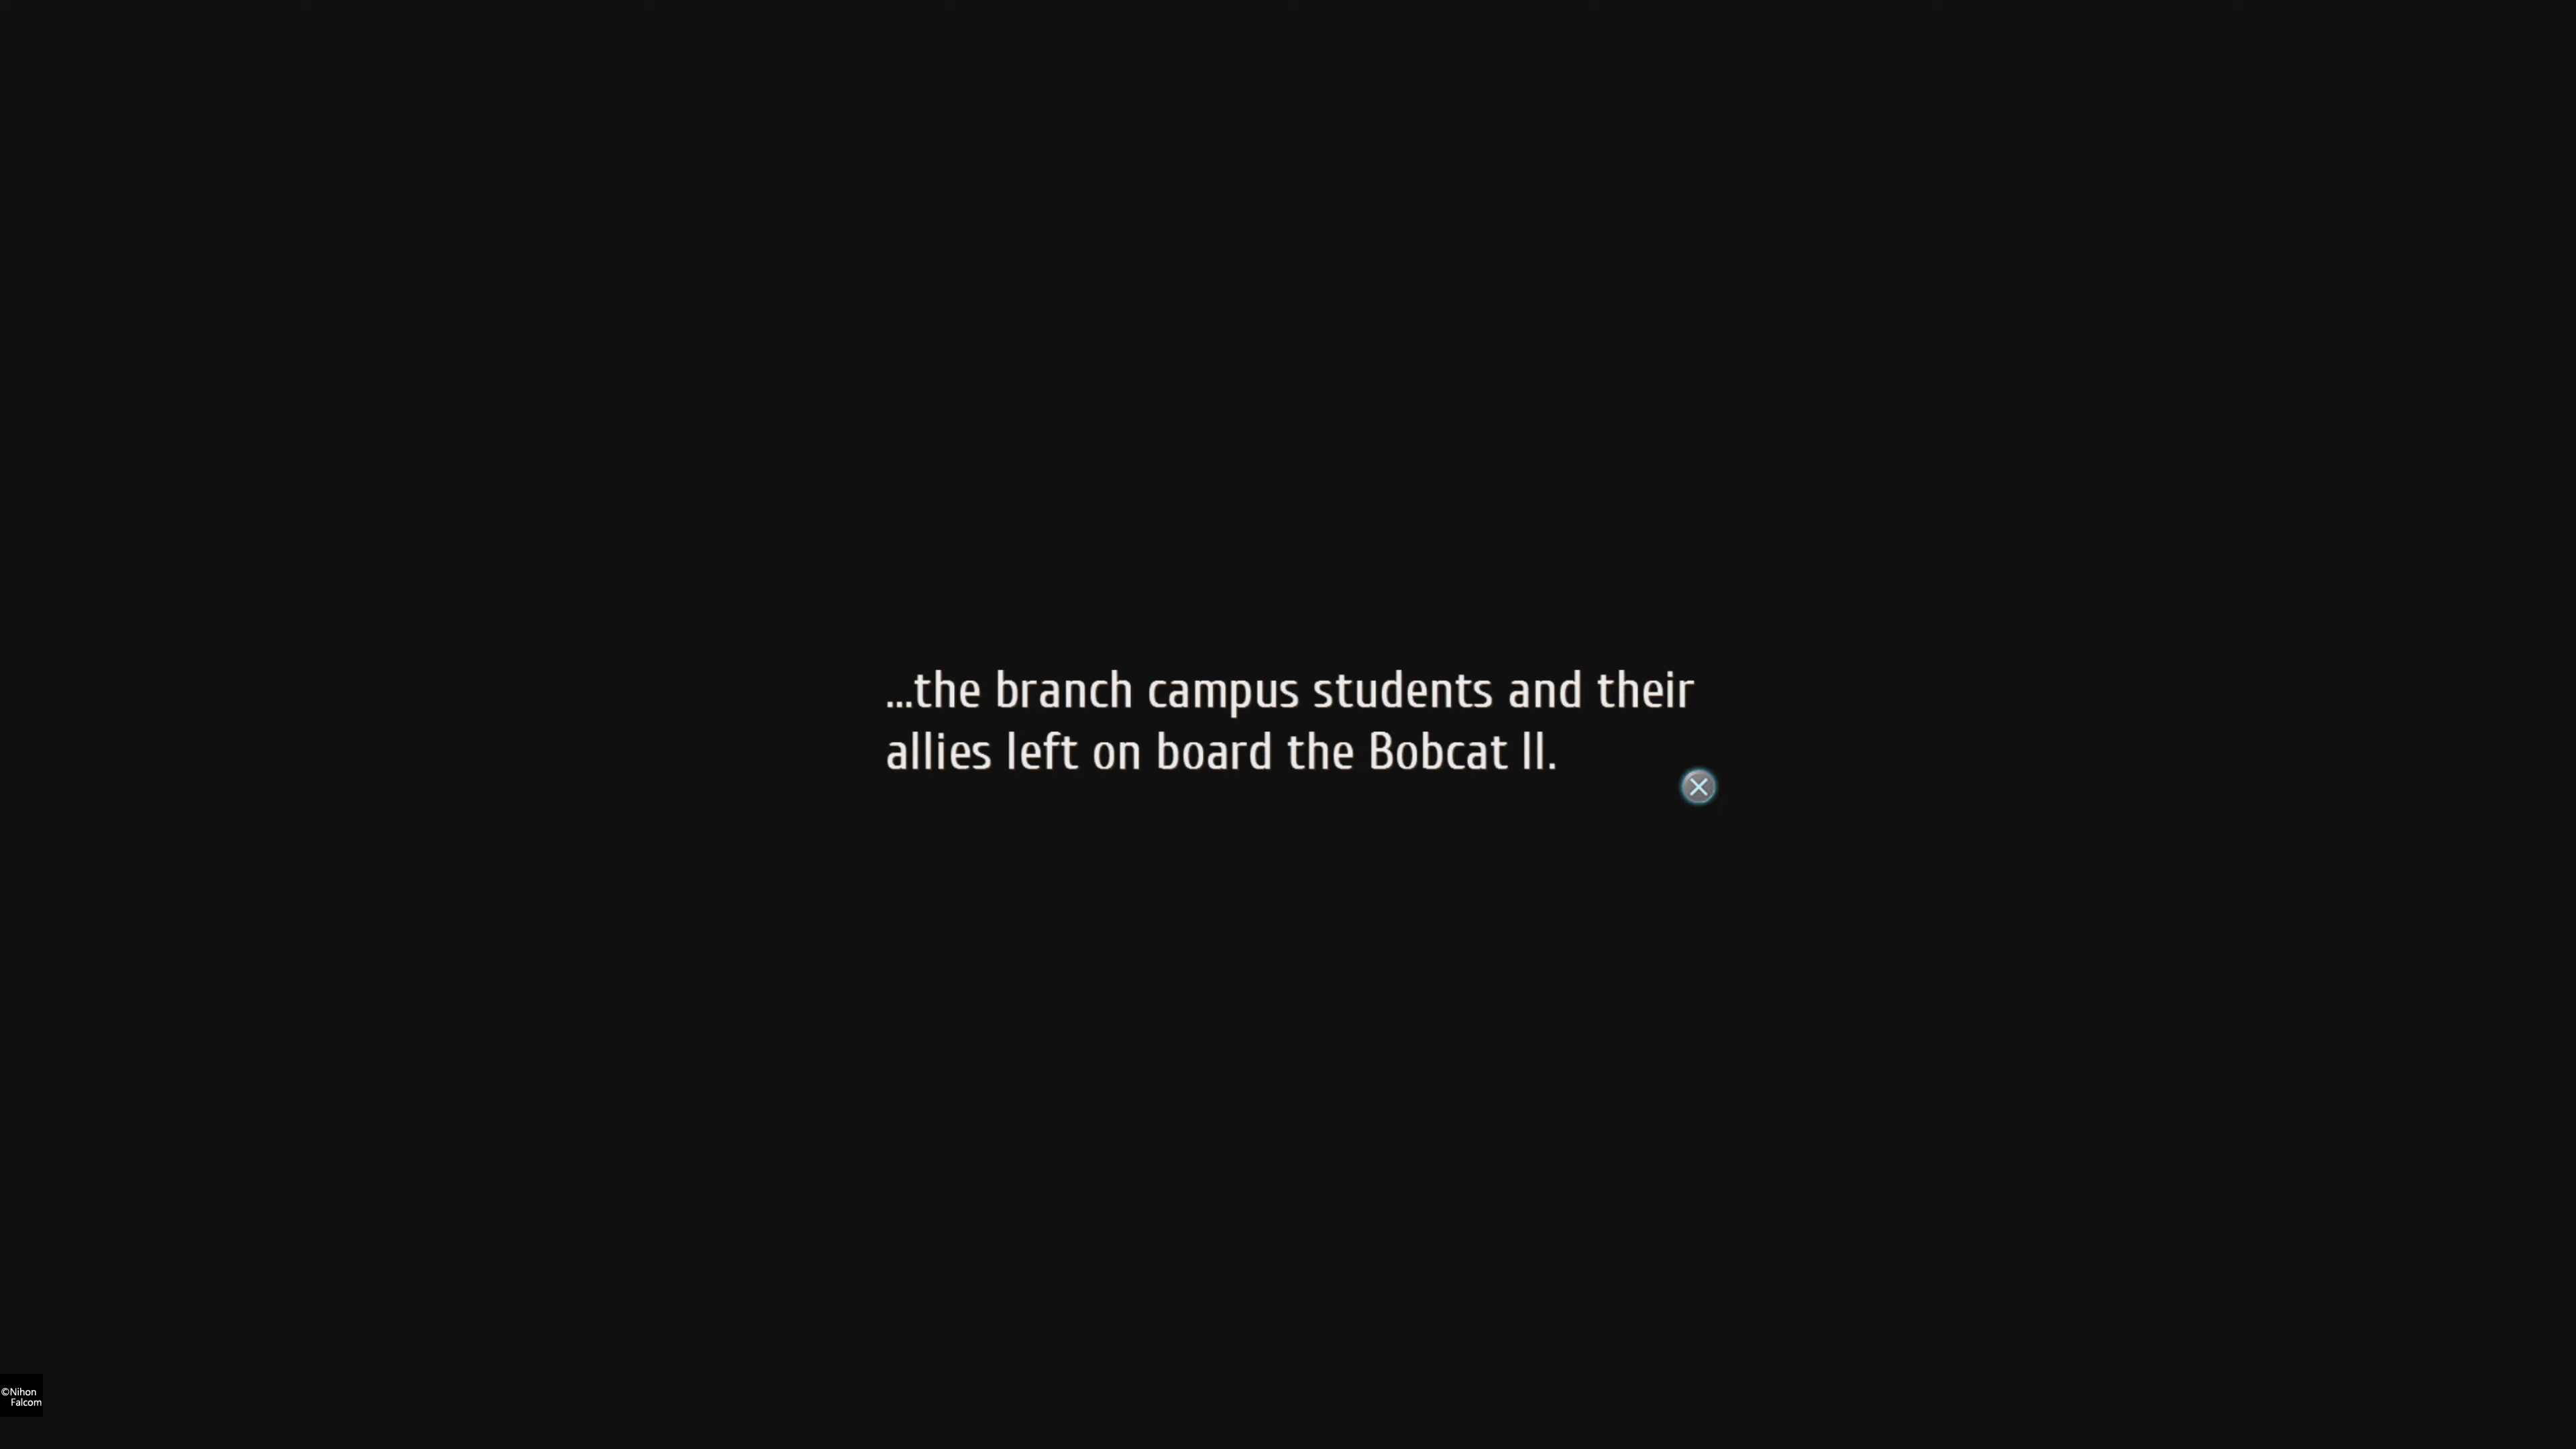 ...the branch campus students and their
allies left on board the Bobcat II.
©Nihon
Falcom